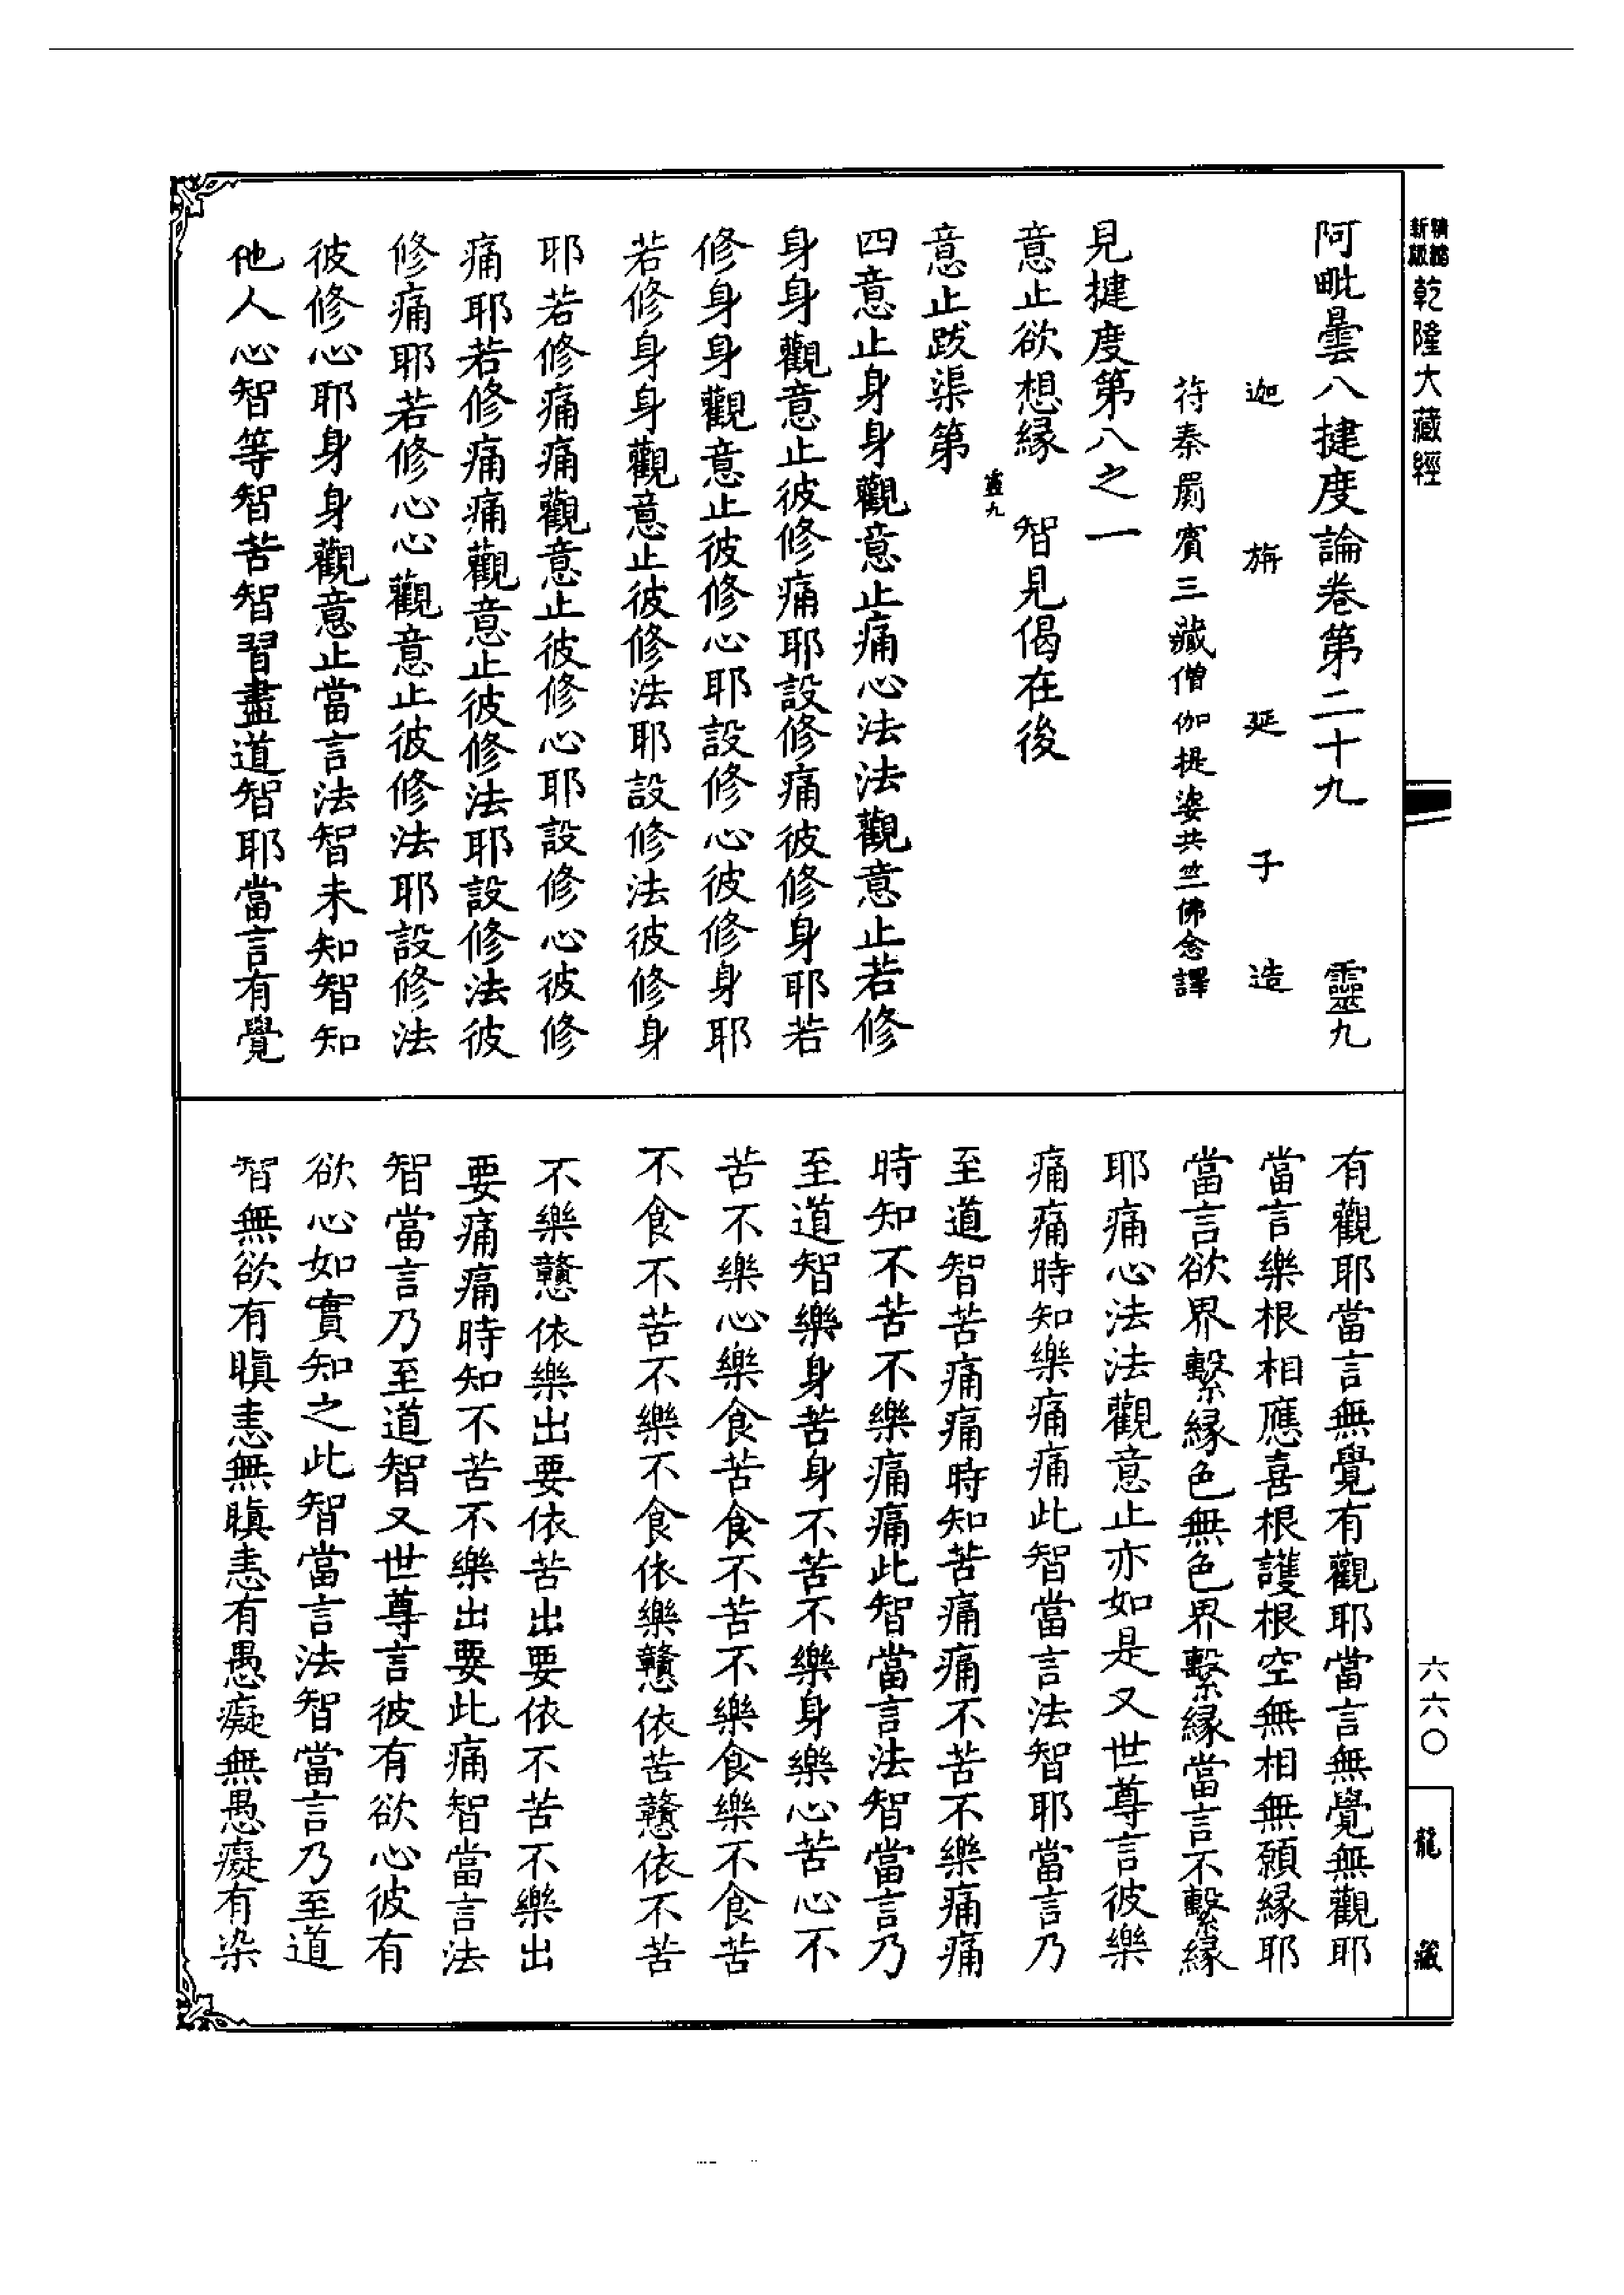 乾隆大藏經
阿毗曇八揵度論卷第二十九　靈九
迦旃延子造
苻秦罽賓三藏僧伽提婆共竺佛念譯
見揵度第八之一
意止欲想緣　智見偈在後
靈九
意止跋渠第一
四意止身身觀意止痛心法法觀意止若修
身身觀意止彼修痛耶設修痛彼修身耶若
修身身觀意止彼修心耶設修心彼修身耶
若修身身觀意止彼修法耶設修法彼修身
耶若修痛痛觀意止彼修心耶設修心彼修
痛耶若修痛痛觀意止彼修法耶設修法彼
修痛耶若修心心觀意止彼修法耶設修法
彼修心耶身身觀意止當言法智未知智知
他人心智等智苦智習盡道智耶當言有覺
有觀耶當言無覺有觀耶當言無覺無觀耶
當言樂根相應喜根護根空無相無願緣耶
當言欲界繫緣色無色界繫緣當言不繫緣
耶痛心法法觀意止亦如是又世尊言彼樂
痛痛時知樂痛痛此智當言法智耶當言乃
至道智苦痛痛時知苦痛痛不苦不樂痛痛
時知不苦不樂痛痛此智當言法智當言乃
至道智樂身苦身不苦不樂身樂心苦心不
苦不樂心樂食苦食不苦不樂食樂不食苦
不食不苦不樂不食依樂戇依苦戇依不苦
不樂戇依樂出要依苦出要依不苦不樂出
要痛痛時知不苦不樂出要此痛智當言法
智當言乃至道智又世尊言彼有欲心彼有
欲心如實知之此智當言法智當言乃至道
智無欲有瞋恚無瞋恚有愚癡無愚癡有染
六六〇
龍藏